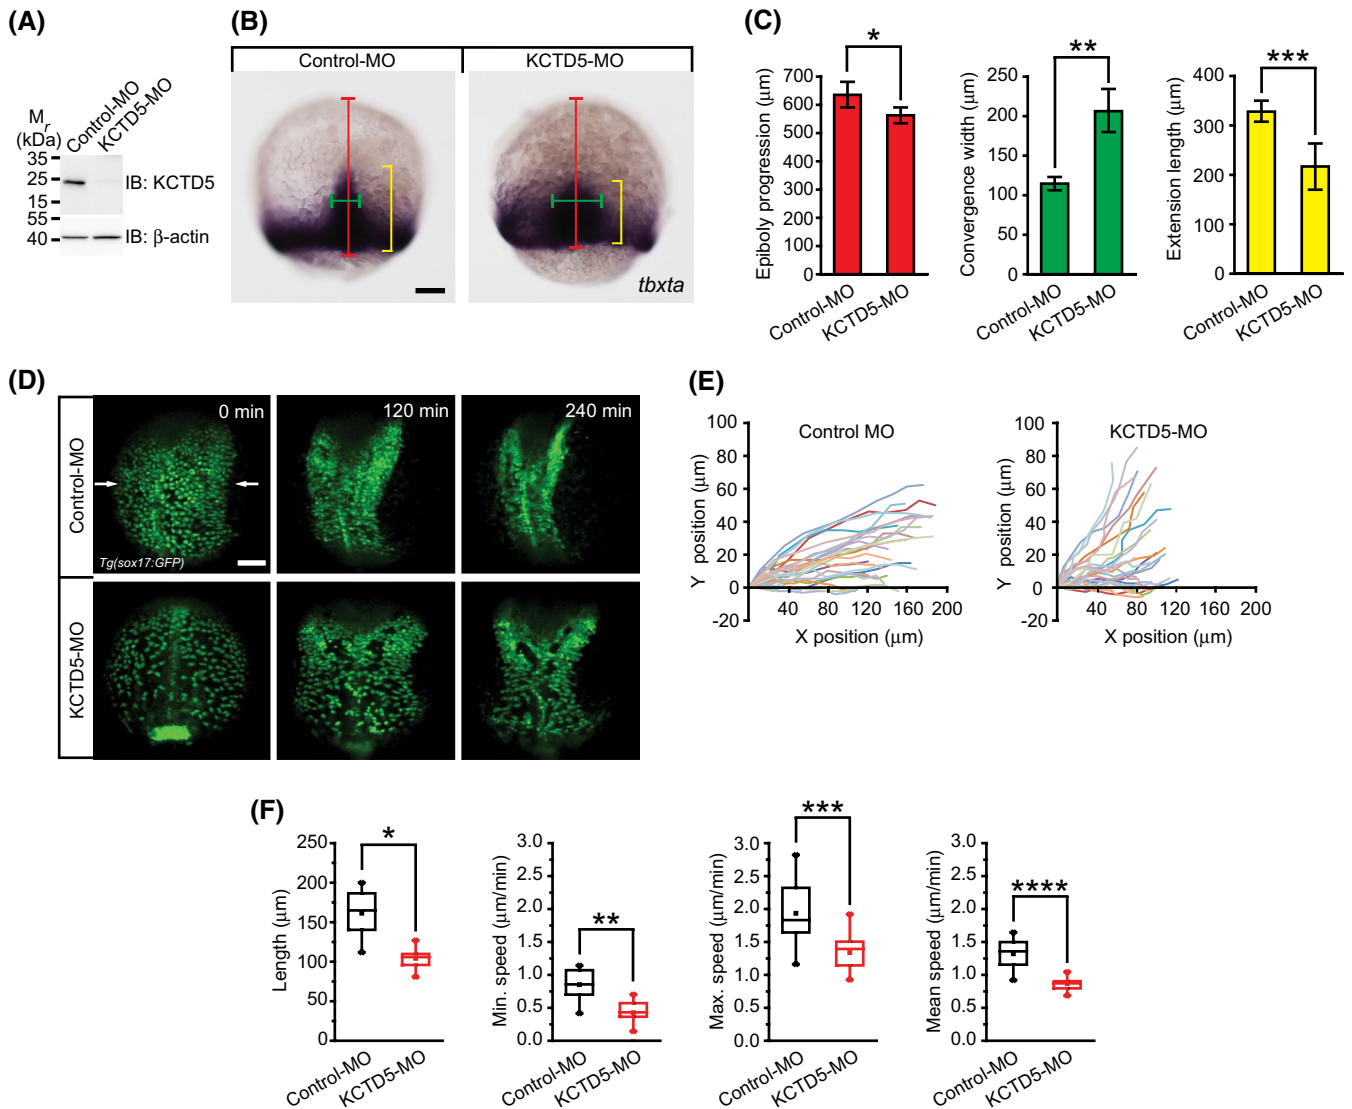 (A)
M_r
(kDa)
Control-MO
KCTD5-MO
35
25
15
55
40
IB: KCTD5
IB: β-actin
(B)
Control-MO
KCTD5-MO
tbxta
(C)
Epiboly progression (μm)
700
600
500
400
300
200
100
0
*
Control-MO
KCTD5-MO
Convergence width (μm)
250
200
150
100
50
0
**
Control-MO
KCTD5-MO
Extension length (μm)
400
300
200
100
0
***
Control-MO
KCTD5-MO
(D)
Control-MO
0 min
120 min
240 min
Tg(sox17:GFP)
KCTD5-MO
(E)
Control MO
Y position (μm)
100
80
60
40
20
0
-20
40
80
120
160
200
X position (μm)
KCTD5-MO
Y position (μm)
100
80
60
40
20
0
-20
40
80
120
160
200
X position (μm)
(F)
Length (μm)
250
200
150
100
50
0
*
Control-MO
KCTD5-MO
Min. speed (μm/min)
3.0
2.5
2.0
1.5
1.0
0.5
0.0
**
Control-MO
KCTD5-MO
Max. speed (μm/min)
3.0
2.5
2.0
1.5
1.0
0.5
0.0
***
Control-MO
KCTD5-MO
Mean speed (μm/min)
3.0
2.5
2.0
1.5
1.0
0.5
0.0
****
Control-MO
KCTD5-MO